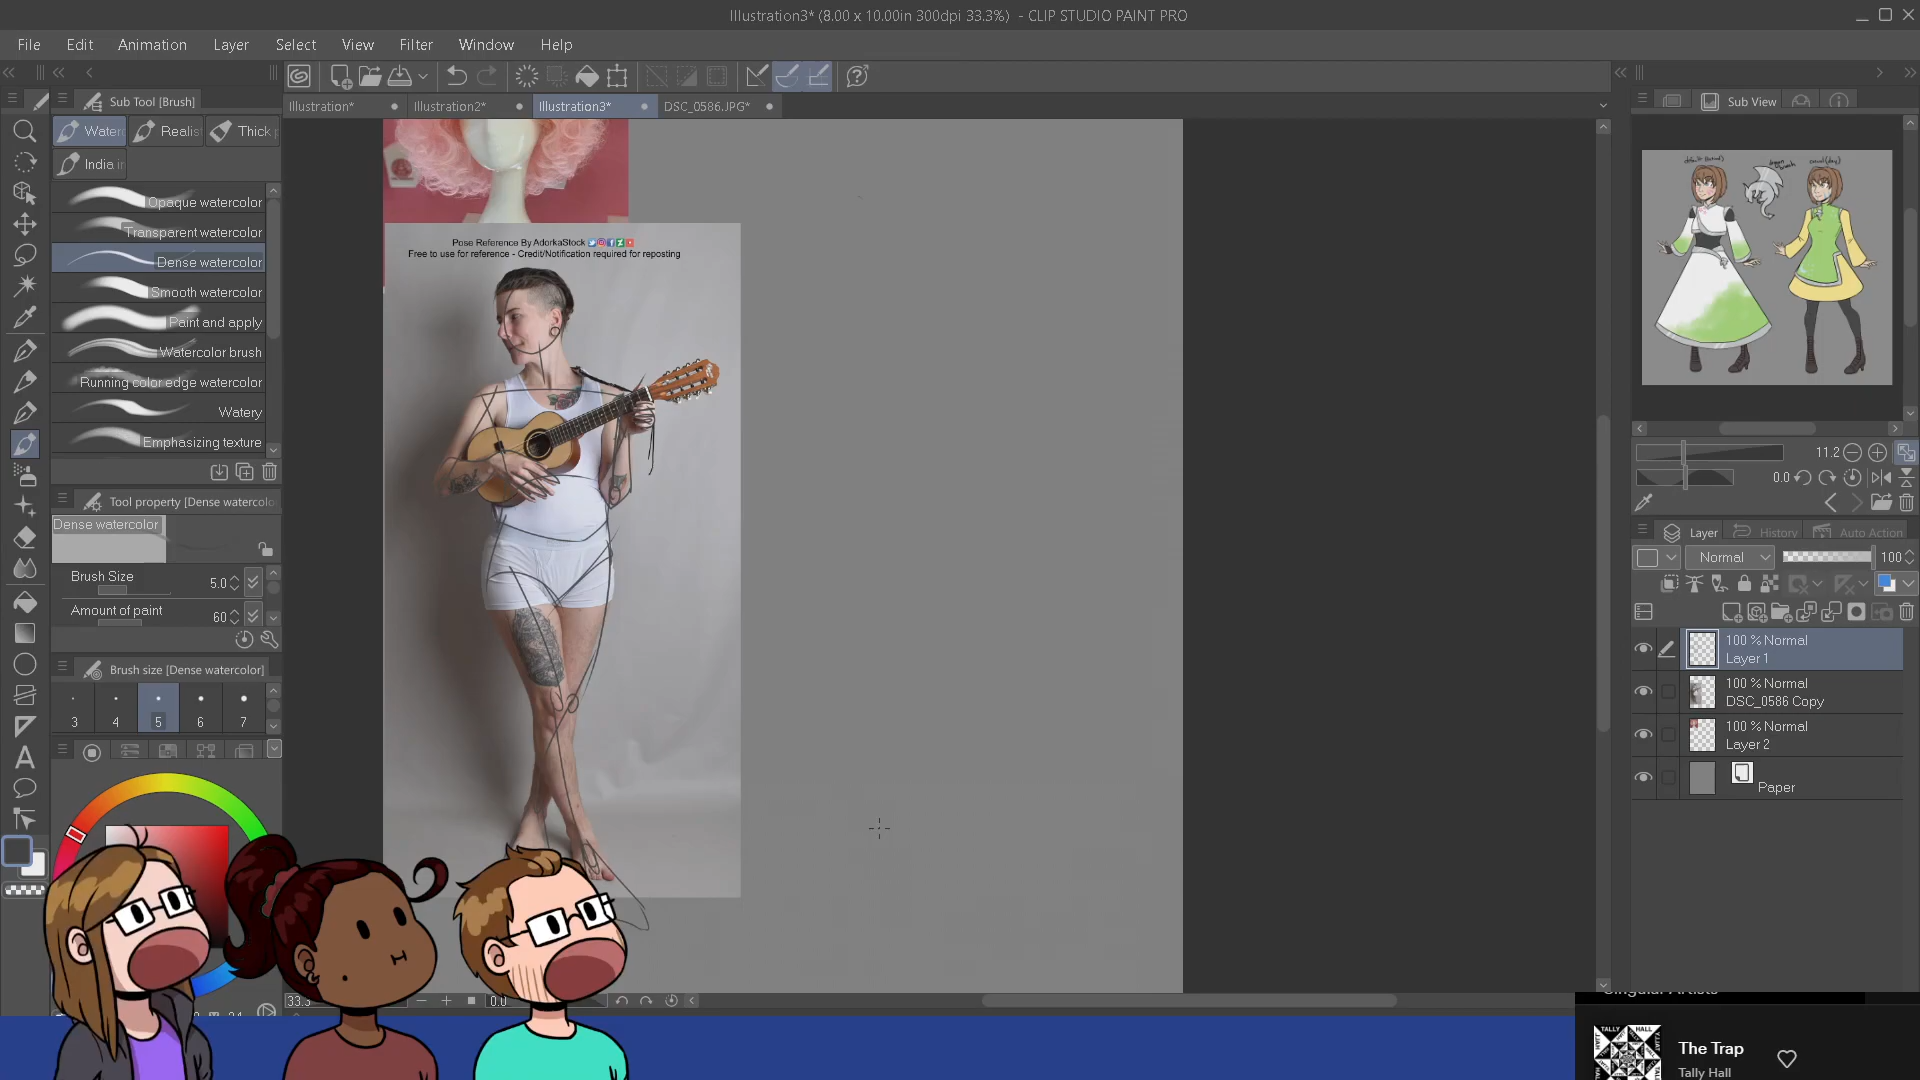 Illustration3* (8.00 x 10.00in 300dpi 33.3%) - CLIP STUDIO PAINT PRO
File Edit Animation Layer Select View Filter Window Help
Sub Tool [Brush]
Illustration* Illustration2* Illustration3* DSC_0586.JPG*
Sub View
Water Realis Thick
India in
Opaque watercolor
Transparent watercolor
Dense watercolor
Smooth watercolor
Paint and apply
Watercolor brush
Running color edge watercolor
Watery
Emphasizing texture
Pose Reference By AdorkaStock
Free to use for reference - Credit/Notification required for reposting
Tool property [Dense watercolo
Dense watercolor
Brush Size 5.0
Amount of paint 60
Brush size [Dense watercolor]
3 4 5 6 7
11.2
0.0
Layer History Auto Action
Normal 100
100 % Normal
Layer 1
100 % Normal
DSC_0586 Copy
100 % Normal
Layer 2
Paper
33.3 0.0
Singular Artists
TALLY HALL
The Trap
Tally Hall